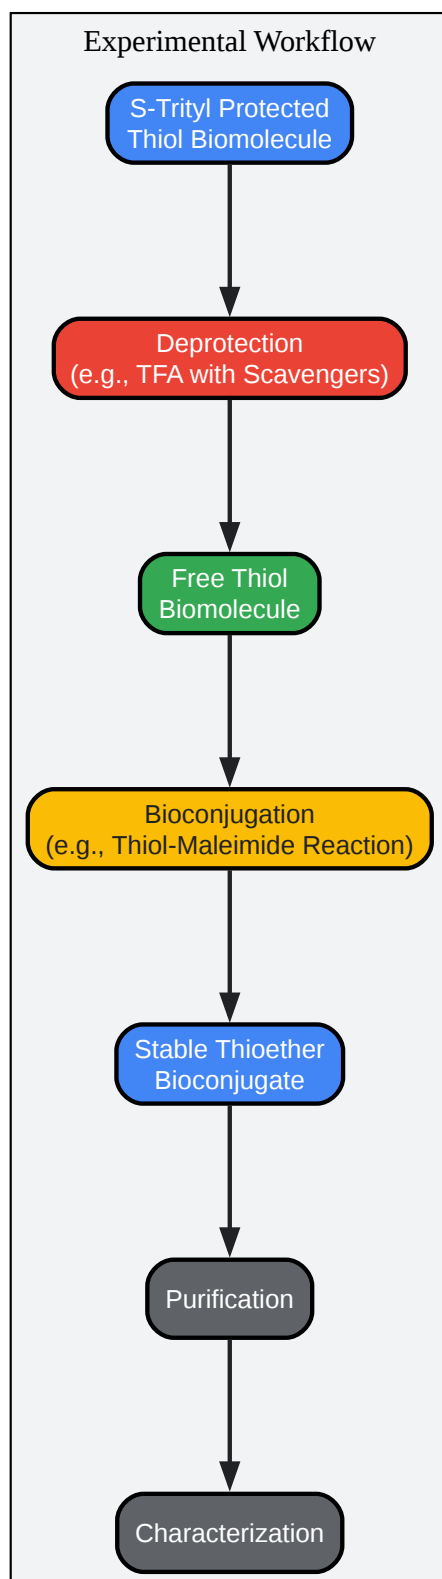 Experimental Workflow
S-Trityl Protected
Thiol Biomolecule
Deprotection
(e.g., TFA with Scavengers)
Free Thiol
Biomolecule
Bioconjugation
(e.g., Thiol-Maleimide Reaction)
Stable Thioether
Bioconjugate
Purification
Characterization